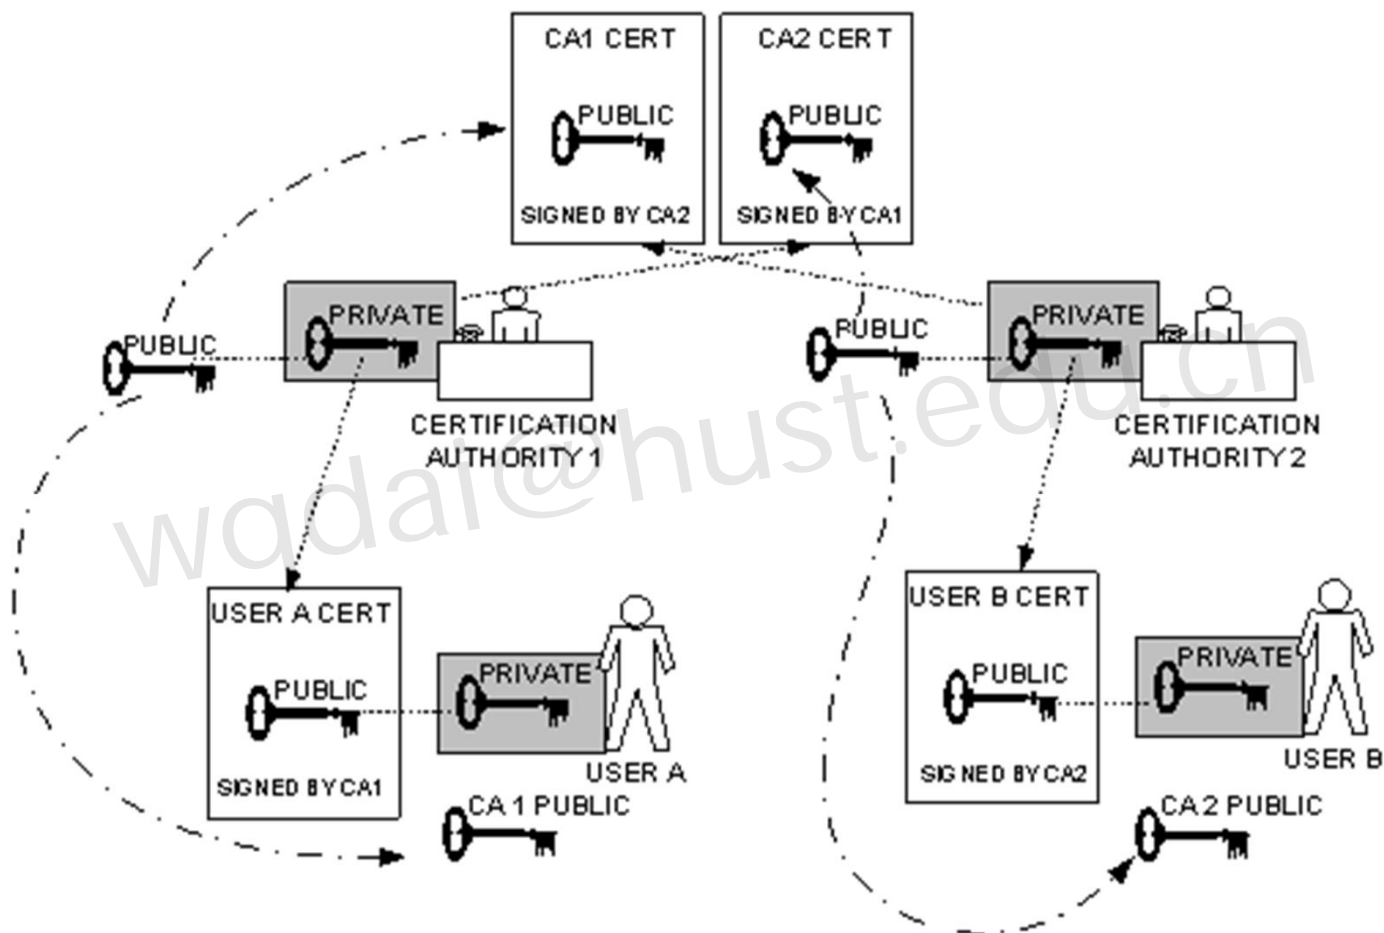 CA1 CERT
PUBLIC
SIGNED BY CA2
CA2 CERT
PUBLIC
SIGNED BY CA1
PUBLIC
PRIVATE
CERTIFICATION
AUTHORITY 1
PUBLIC
PRIVATE
CERTIFICATION
AUTHORITY 2
wqdai@hust.edu.cn
USER A CERT
PUBLIC
SIGNED BY CA1
PRIVATE
USER A
CA 1 PUBLIC
USER B CERT
PUBLIC
SIGNED BY CA2
PRIVATE
USER B
CA 2 PUBLIC